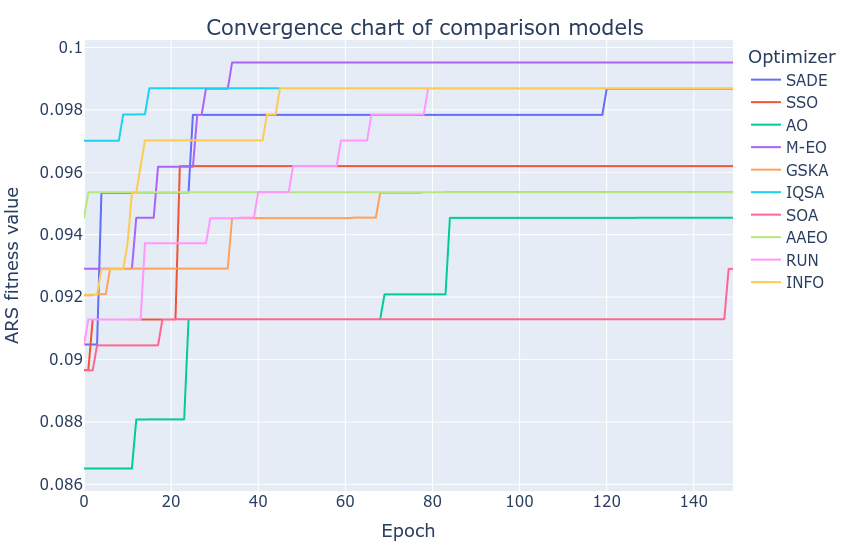 Convergence chart of comparison models
ARS fitness value
0.1
0.098
0.096
0.094
0.092
0.09
0.088
0.086
0
20
40
60
80
100
120
140
Epoch
Optimizer
SADE
SSO
AO
M-EO
GSKA
IQSA
SOA
AAEO
RUN
INFO